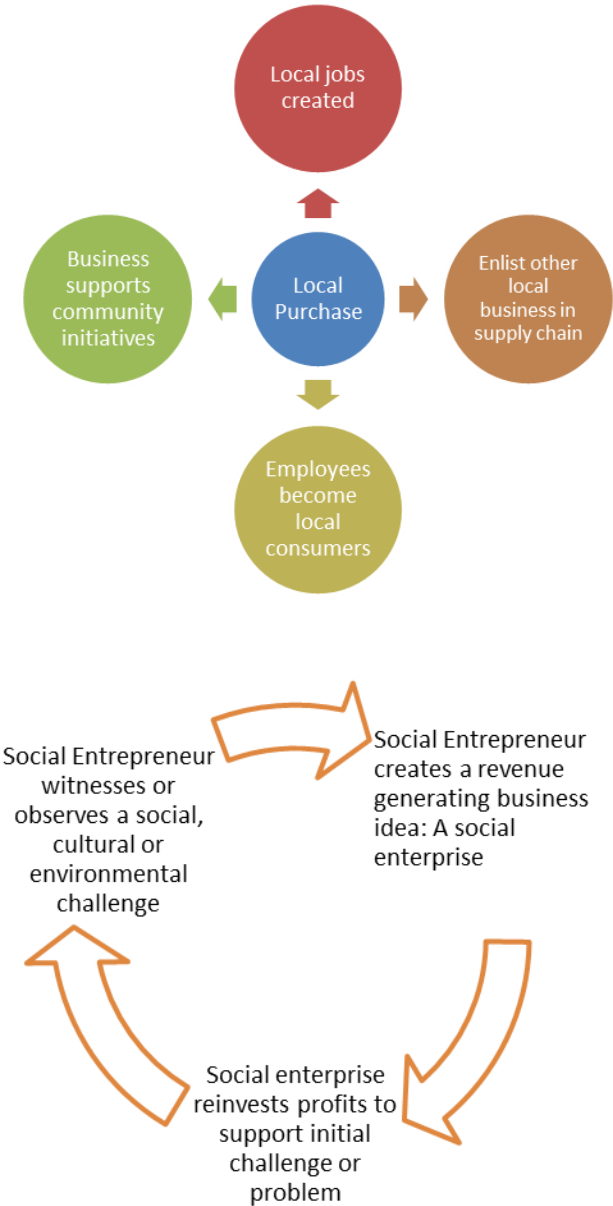 Local jobs
created
Business
supports
community
initiatives
Local
Purchase
Enlist other
local
business in
supply chain
Employees
become
local
consumers
Social Entrepreneur
witnesses or
observes a social,
cultural or
environmental
challenge
Social Entrepreneur
creates a revenue
generating business
idea: A social
enterprise
Social enterprise
reinvests profits to
support initial
challenge or
problem